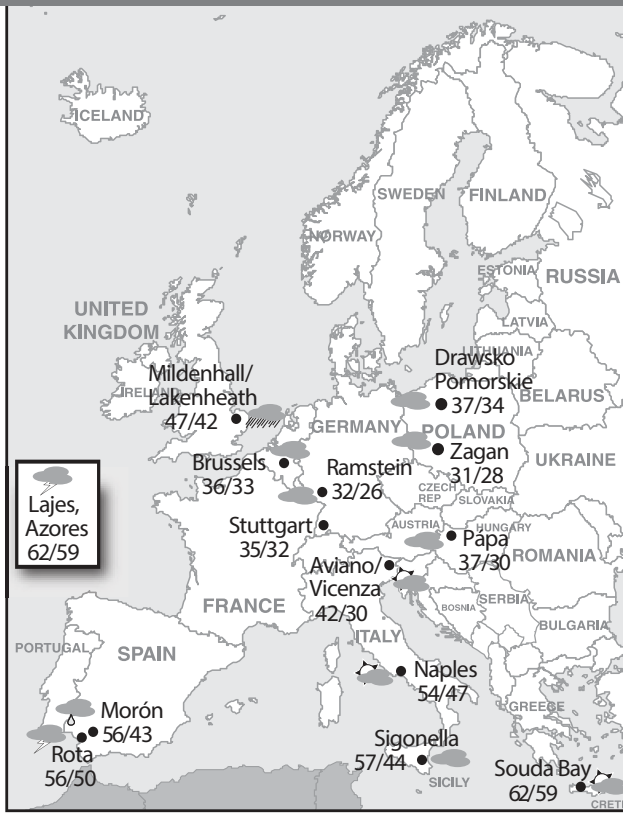 ICELAND
SWEDEN
FINLAND
NORWAY
ESTONIA
RUSSIA
LATVIA
LITHUANIA
UNITED
KINGDOM
IRELAND
Mildenhall/
Lakenheath
47/42
Drawsko
Pomorskie
37/34
BELARUS
GERMANY
POLAND
Zagan
31/28
UKRAINE
Brussels
36/33
Ramstein
32/26
CZECH
REP
SLOVAKIA
Lajes,
Azores
62/59
Stuttgart
35/32
AUSTRIA
HUNGARY
Pápa
37/30
ROMANIA
Aviano/
Vicenza
42/30
FRANCE
BOSNIA
SERBIA
BULGARIA
ITALY
PORTUGAL
SPAIN
Naples
54/47
GREECE
Morón
56/43
Rota
56/50
Sigonella
57/44
SICILY
Souda Bay
62/59
CRETE